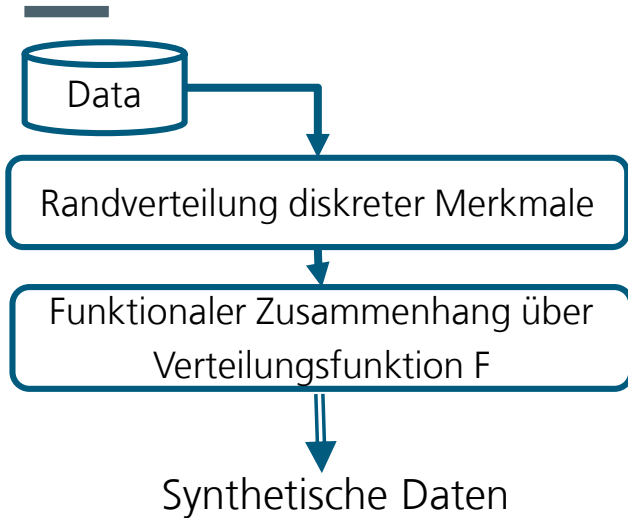 Data
Randverteilung diskreter Merkmale
Funktionaler Zusammenhang über
Verteilungsfunktion F
Synthetische Daten